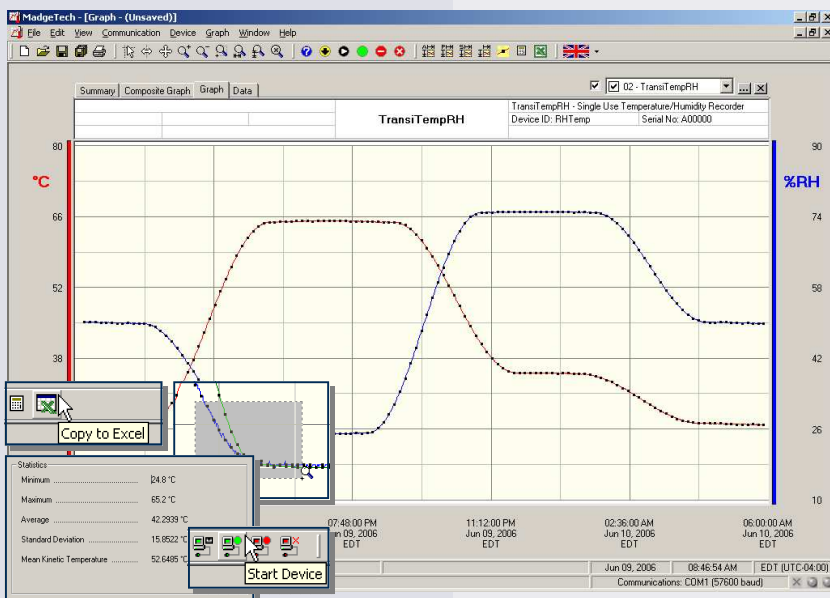 MadgeTech - [Graph - (Unsaved)]
File Edit View Communication Device Graph Window Help
Summary Composite Graph Graph Data
02 - TransiTempRH
...
TransiTempRH
TransiTempRH - Single Use Temperature/Humidity Recorder
Device ID: RHTemp Serial No: A00000
80 90
°C %RH
66 74
52 58
38 42
26
10
Copy to Excel
Statistics
Minimum 24.8 °C
Maximum 65.2 °C
Average 42.2939 °C
Standard Deviation 15.8522 °C
Mean Kinetic Temperature 52.6485 °C
Start Device
07:48:00 PM 11:12:00 PM 02:36:00 AM 06:00:00 AM
09, 2006 Jun 09, 2006 Jun 10, 2006 Jun 10, 2006
EDT EDT EDT EDT
Jun 09, 2006 08:46:54 AM EDT (UTC-04:00)
Communications: COM1 (57600 baud)